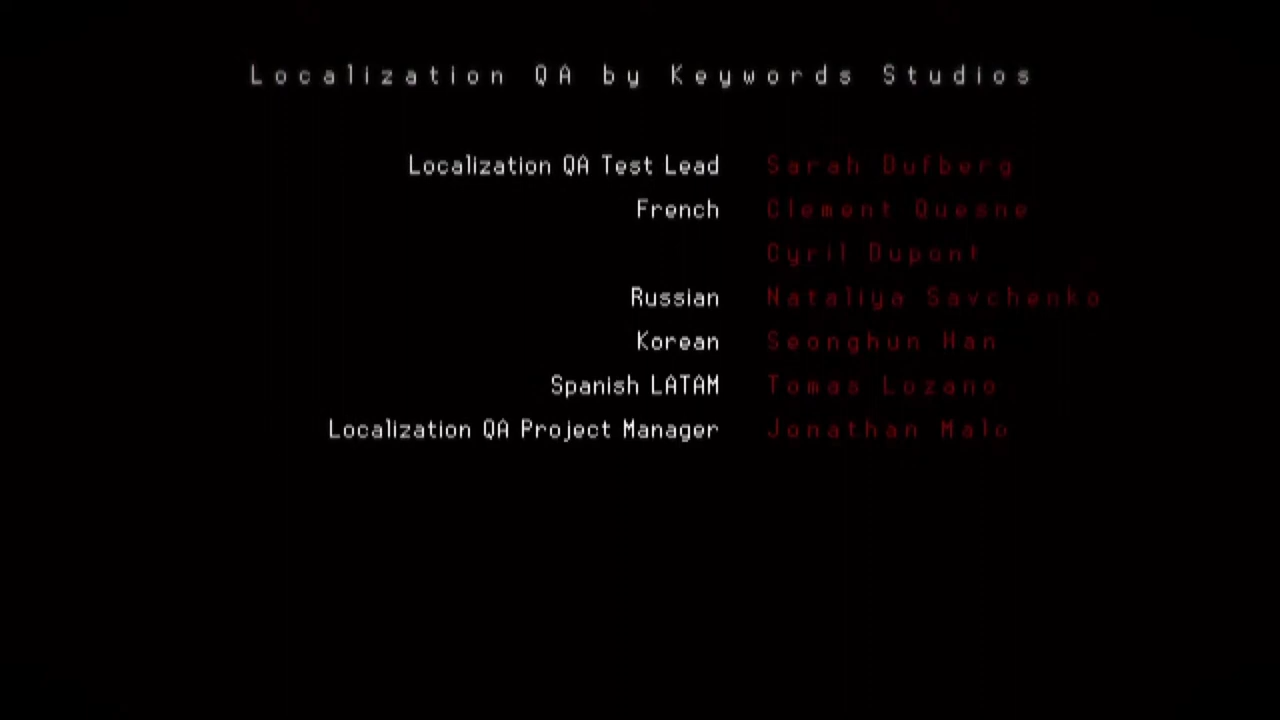 Localization QA by Keywords Studios
Localization QA Test Lead Sarah Dufberg
French Clement Quesne
Cyril Dupont
Russian Nataliya Savchenko
Korean Seonghun Han
Spanish LATAM Tomas Lozano
Localization QA Project Manager Jonathan Malo